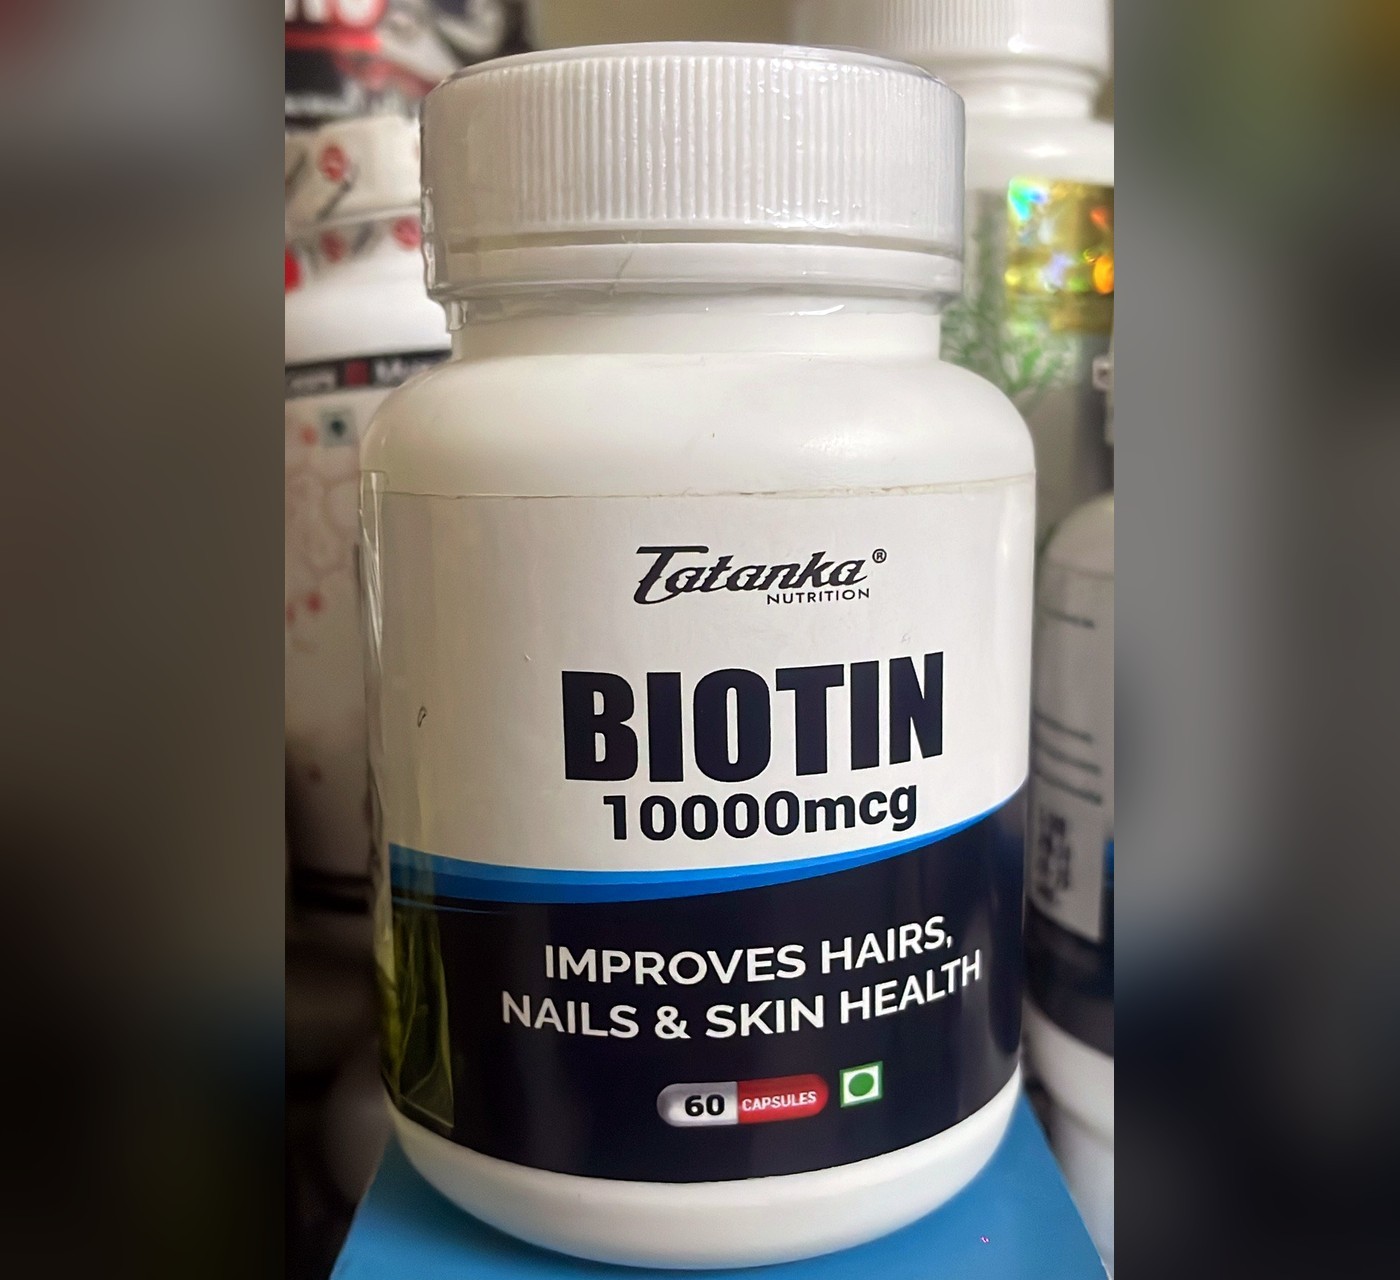 Tatanka®
NUTRITION
BIOTIN
10000mcg
IMPROVES HAIRS,
NAILS & SKIN HEALTH
60 CAPSULES